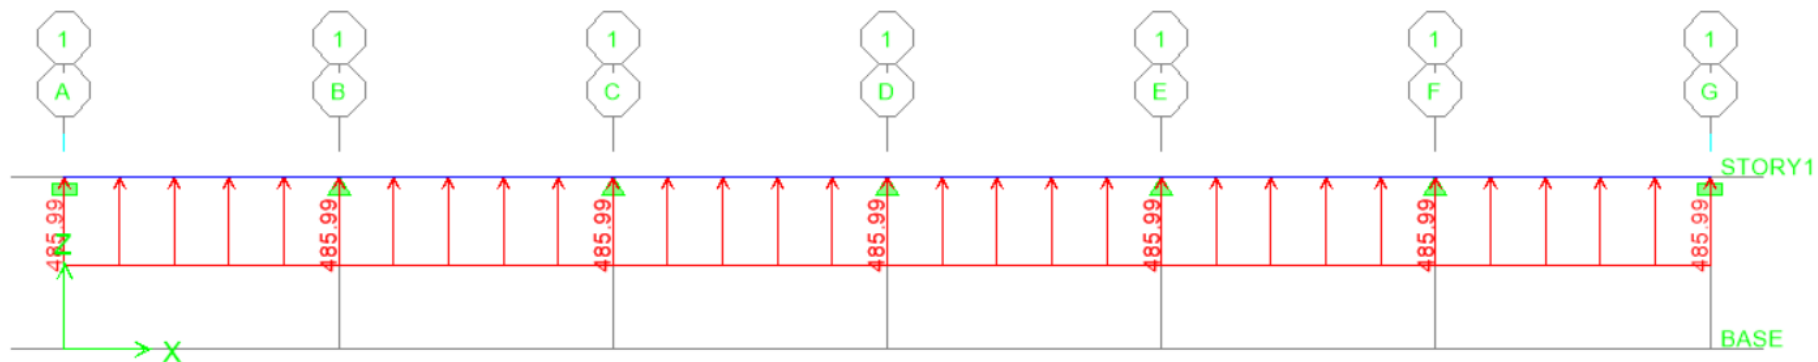 1 1 1 1 1 1 1
A B C D E F G
STORY1
485.99 485.99 485.99 485.99 485.99 485.99 485.99
Z
X
BASE